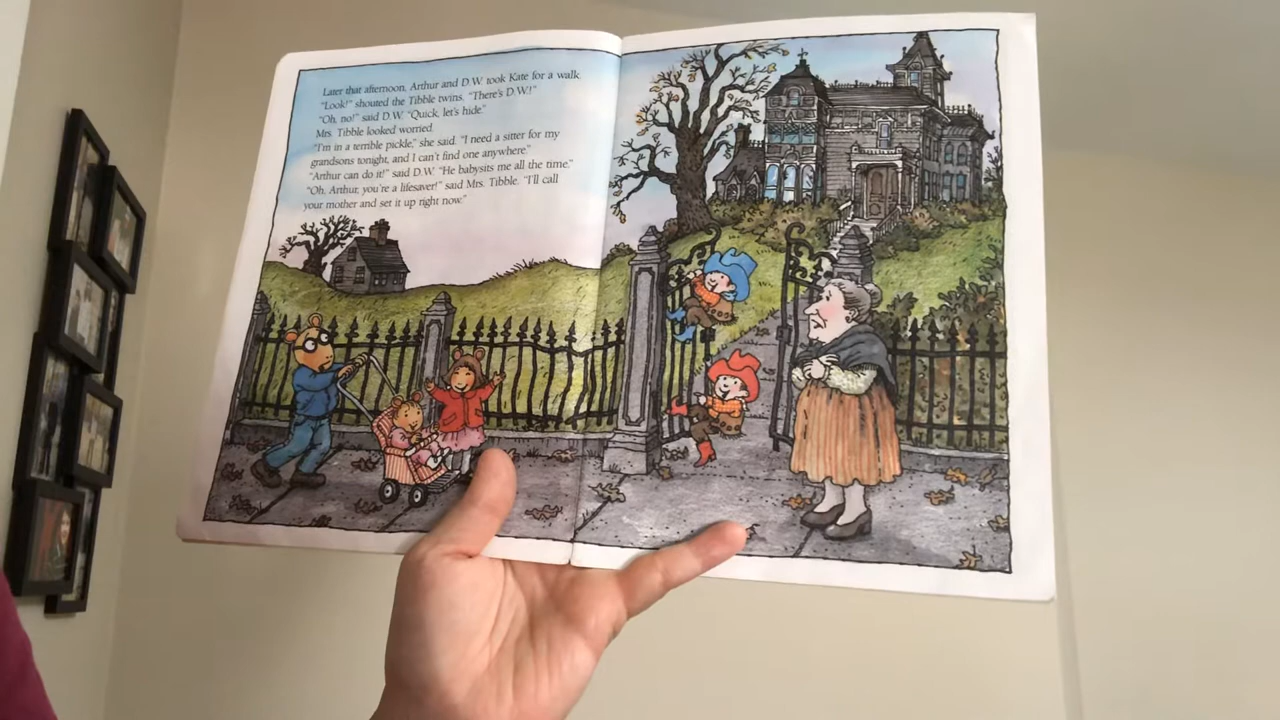 Later that afternoon, Arthur and D.W. took Kate for a walk.
"Look!" shouted the Tibble twins. "There's D.W.!"
"Oh, no!" said D.W. "Quick, let's hide."
Mrs. Tibble looked worried.
"I'm in a terrible pickle," she said. "I need a sitter for my
grandsons tonight, and I can't find one anywhere."
"Arthur can do it!" said D.W. "He babysits me all the time."
"Oh, Arthur, you're a lifesaver!" said Mrs. Tibble. "I'll call
your mother and set it up right now."